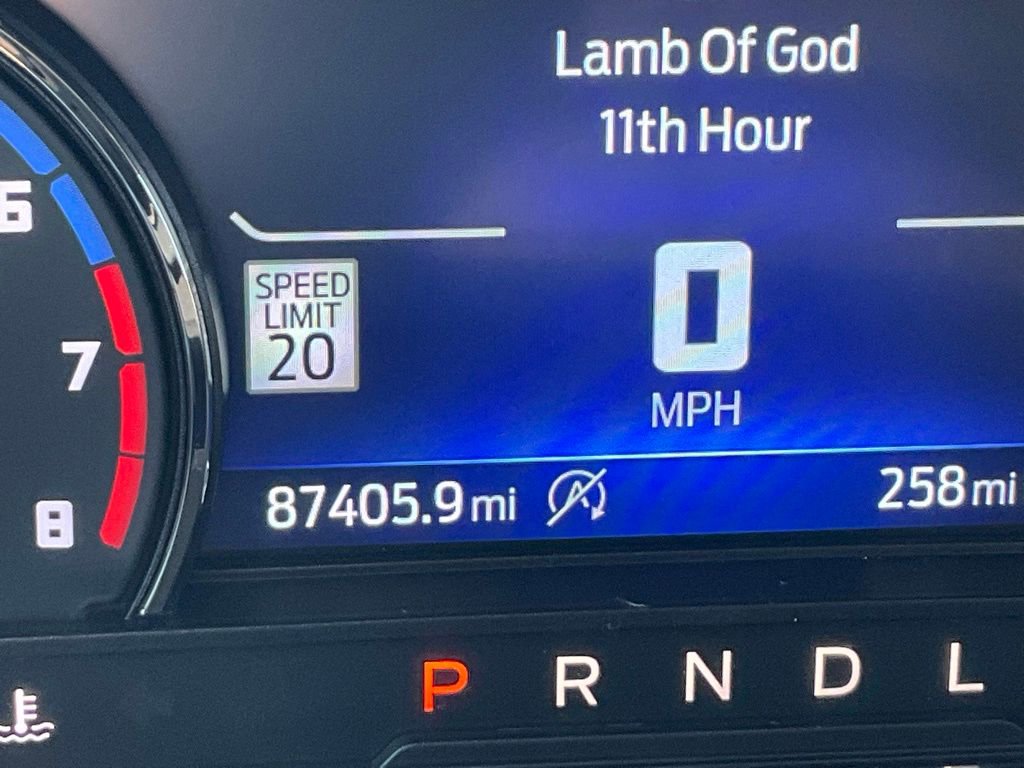 Lamb Of God
11th Hour
6
7
8
SPEED
LIMIT
20
0
MPH
87405.9 mi
A
258 mi
P R N D L